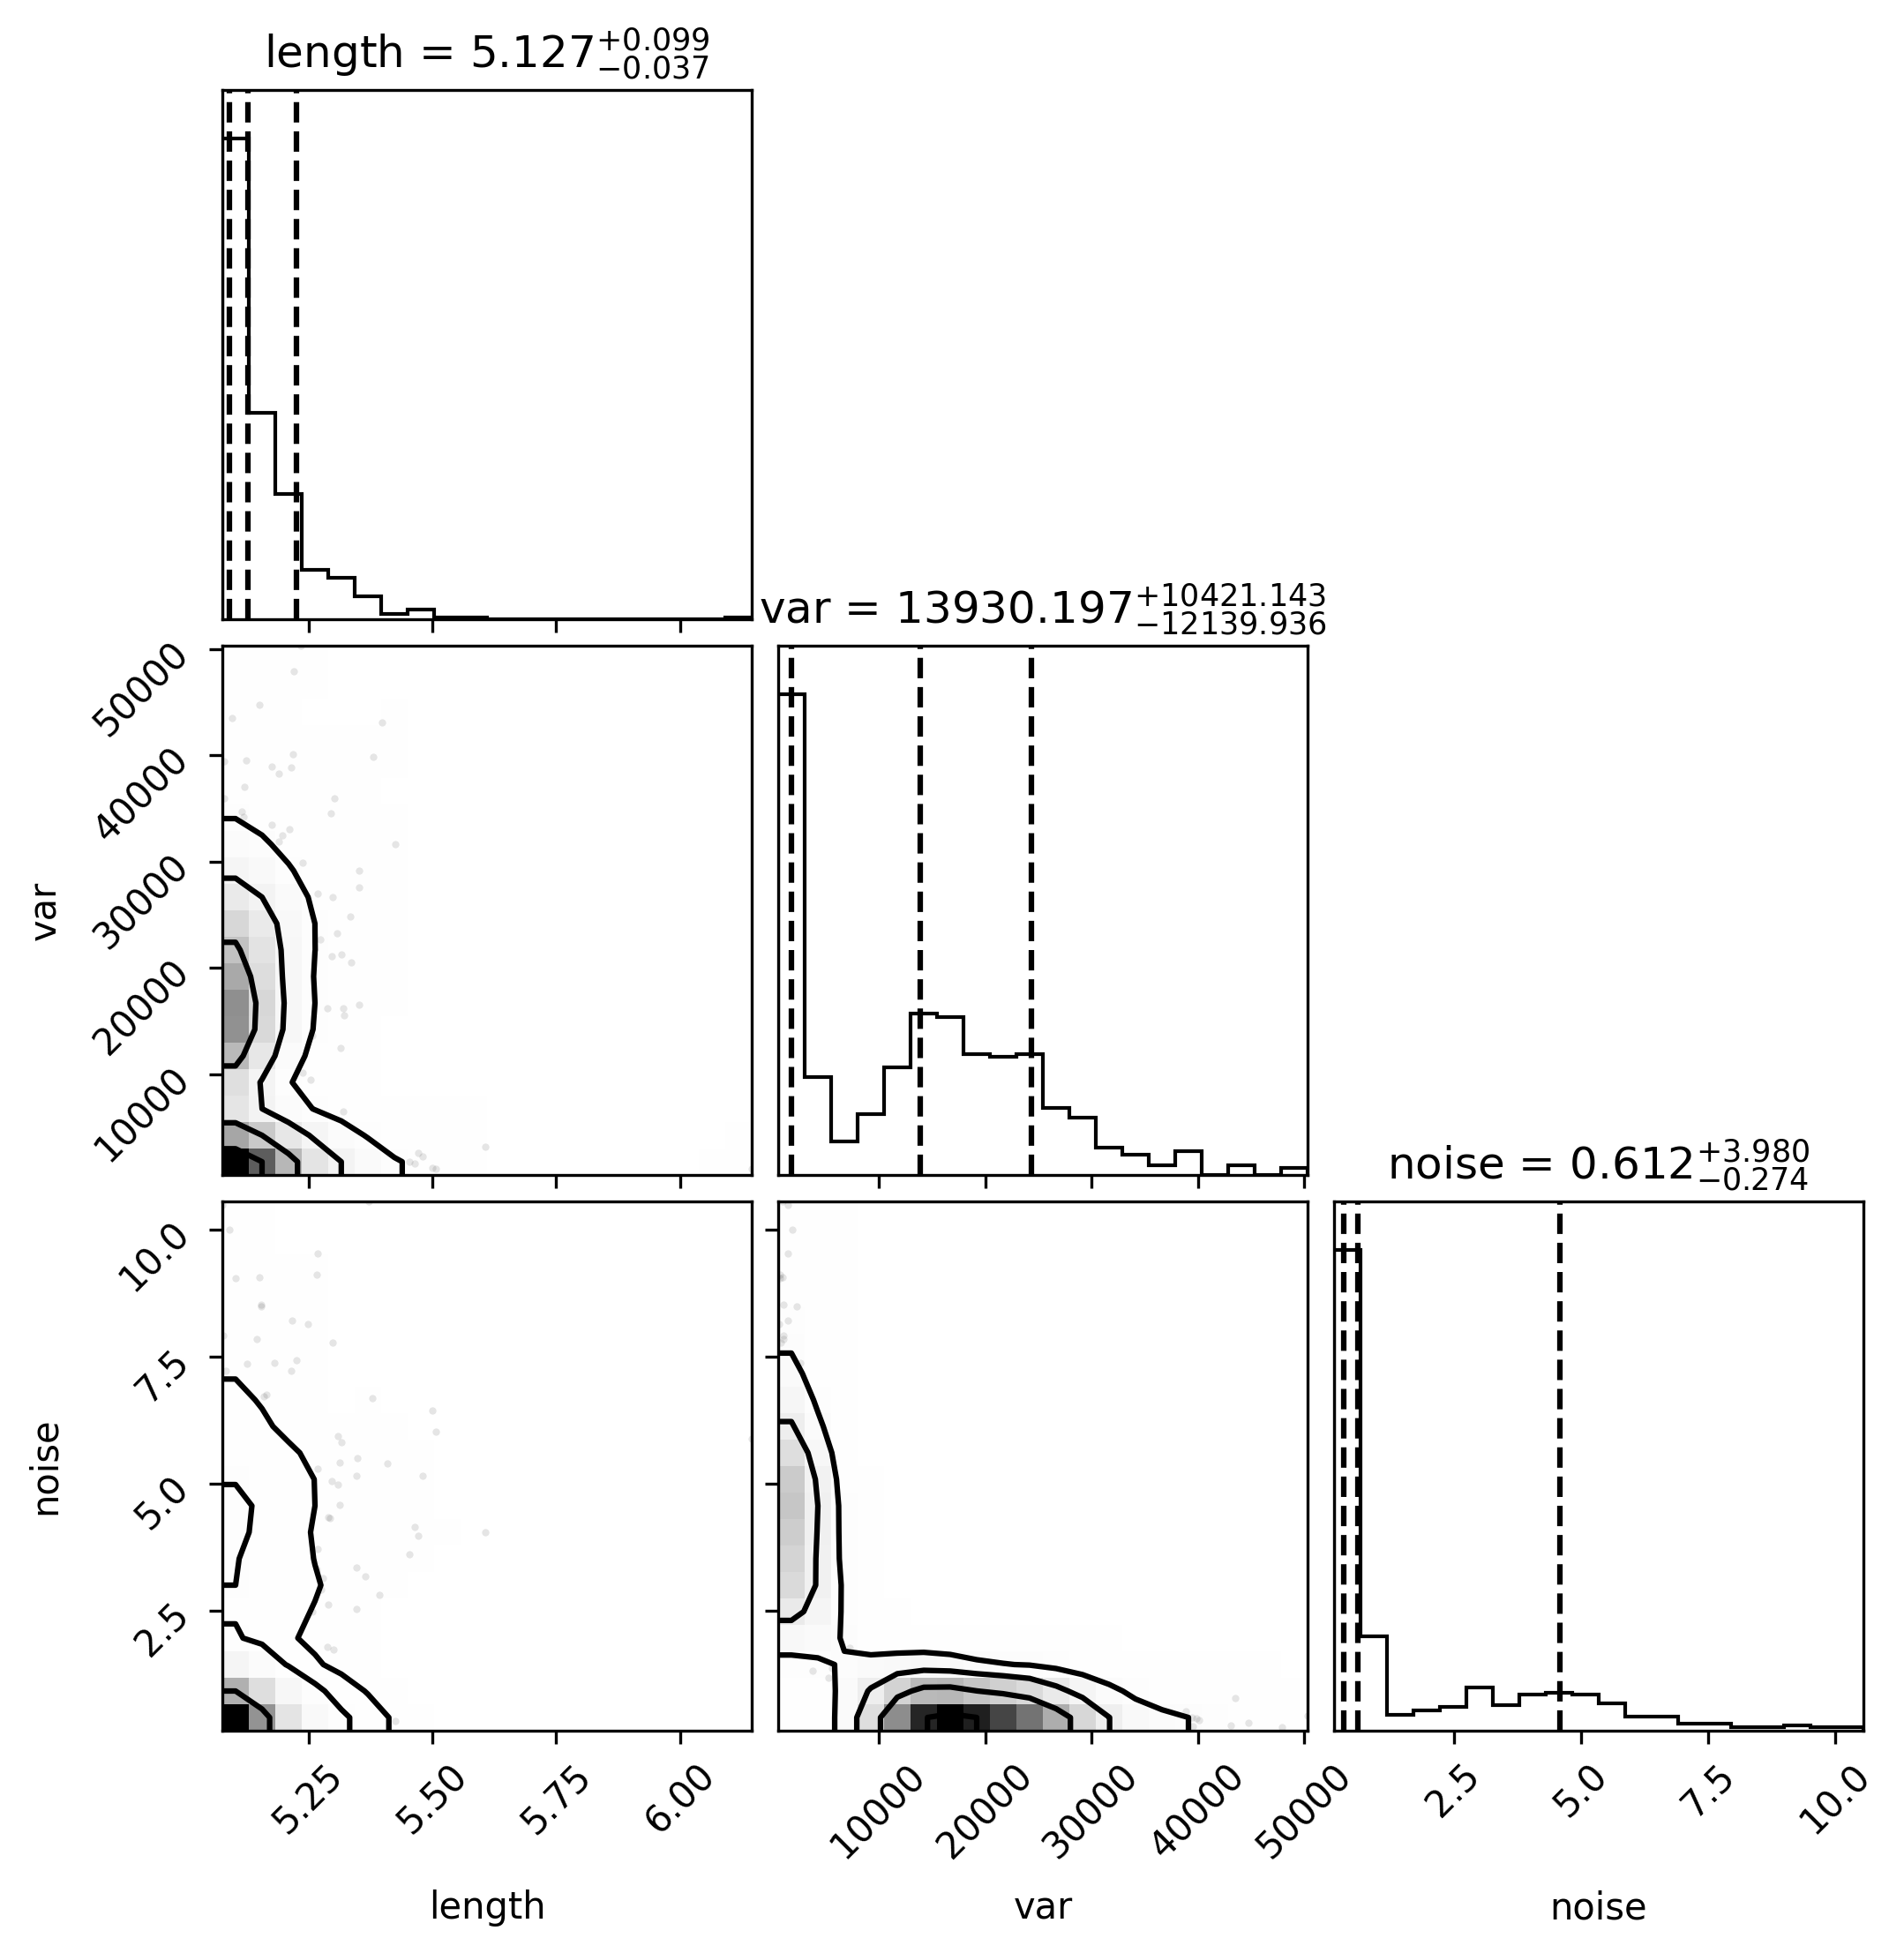 length = 5.127+0.099−0.037
var = 13930.197+10421.143−12139.936
50000
40000
30000
20000
10000
var
noise = 0.612+3.980−0.274
10.0
7.5
5.0
2.5
noise
5.25 5.50 5.75 6.00
10000 20000 30000 40000 50000
2.5 5.0 7.5 10.0
length var noise